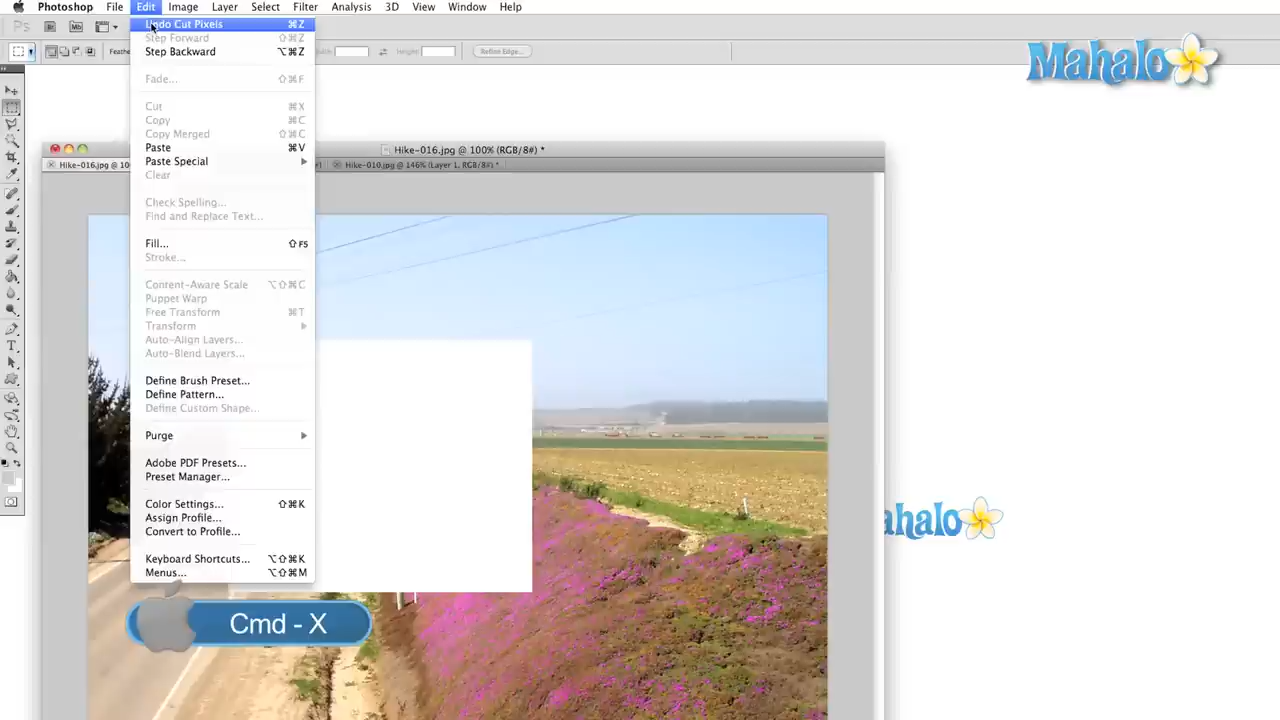 Photoshop File Edit Image Layer Select Filter Analysis 3D View Window Help
Undo Cut Pixels ⌘Z
Step Forward ⇧⌘Z
Step Backward ⌥⌘Z
Fade... ⇧⌘F
Cut ⌘X
Copy ⌘C
Copy Merged ⇧⌘C
Paste ⌘V
Paste Special
Clear
Check Spelling...
Find and Replace Text...
Fill... ⇧F5
Stroke...
Content-Aware Scale ⌥⇧⌘C
Puppet Warp
Free Transform ⌘T
Transform
Auto-Align Layers...
Auto-Blend Layers...
Define Brush Preset...
Define Pattern...
Define Custom Shape...
Purge
Adobe PDF Presets...
Preset Manager...
Color Settings... ⇧⌘K
Assign Profile...
Convert to Profile...
Keyboard Shortcuts... ⌥⇧⌘K
Menus... ⌥⇧⌘M
Ps Br Mb
Feathe
Height:
Refine Edge...
Mahalo
Hike-016.jpg @ 100% (RGB/8#) *
Hike-016.jpg @ 10
Hike-010.jpg @ 146% (Layer 1, RGB/8#) *
ahalo
Cmd - X